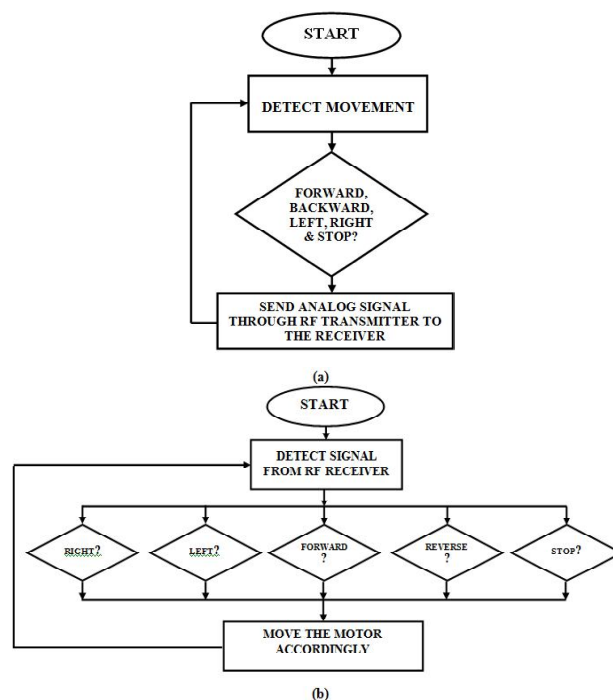 START
DETECT MOVEMENT
FORWARD,
BACKWARD,
LEFT, RIGHT
& STOP?
SEND ANALOG SIGNAL
THROUGH RF TRANSMITTER TO
THE RECEIVER
(a)
START
DETECT SIGNAL
FROM RF RECEIVER
RIGHT?
LEFT?
FORWARD
?
REVERSE
?
STOP?
MOVE THE MOTOR
ACCORDINGLY
(b)